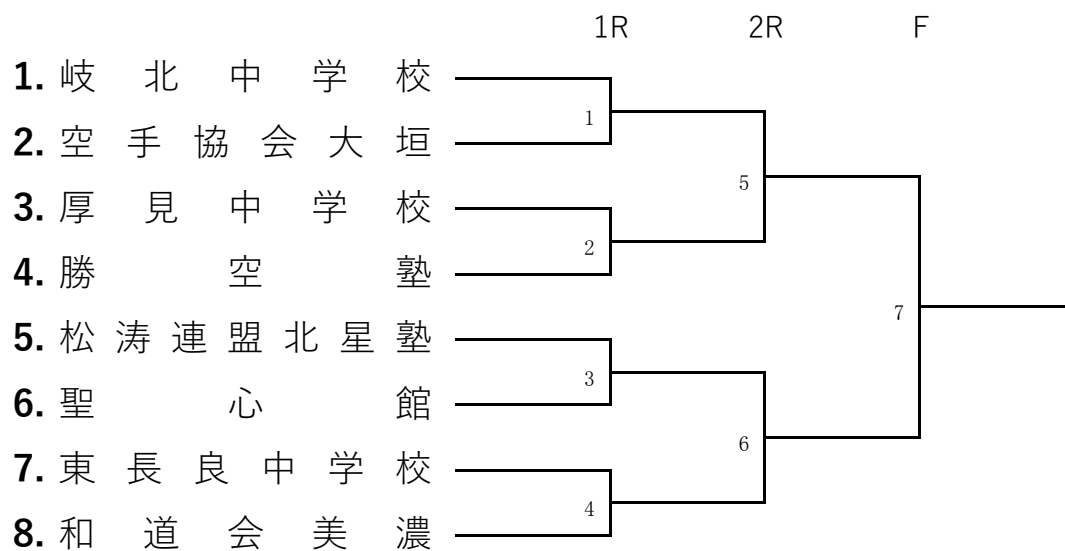 1R 2R F
1. 岐北中学校
1
2. 空手協会大垣
5
3. 厚見中学校
2
4. 勝空塾
7
5. 松涛連盟北星塾
3
6. 聖心館
6
7. 東長良中学校
4
8. 和道会美濃